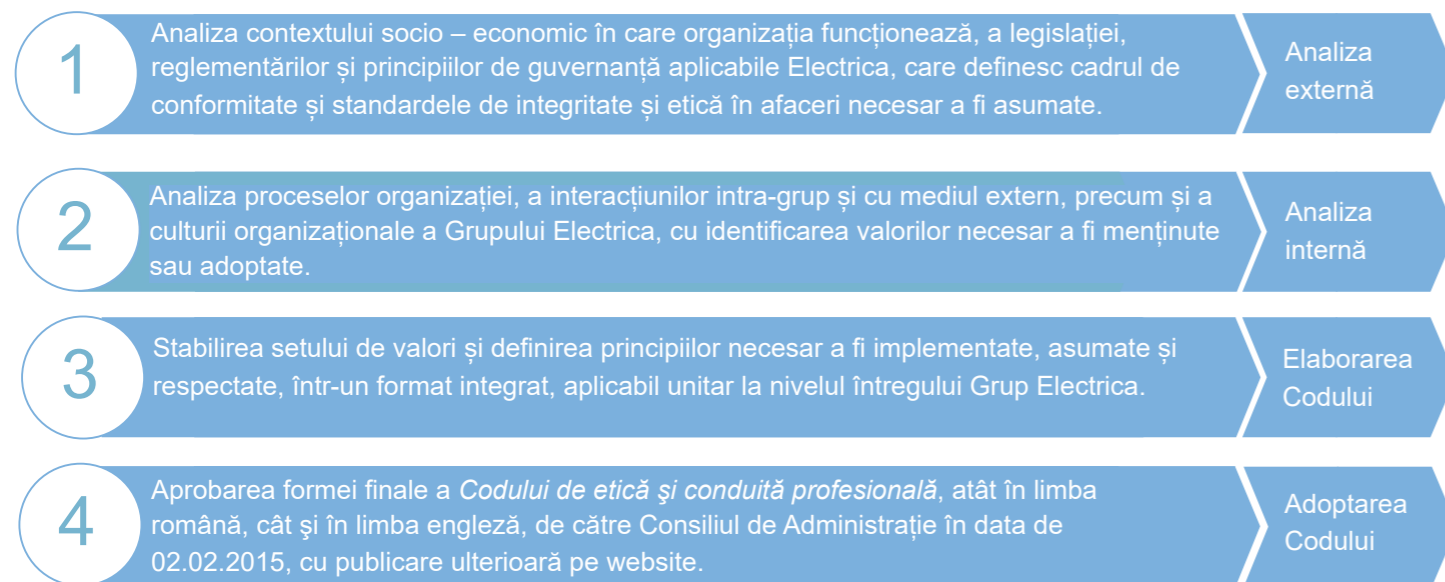 1
Analiza contextului socio – economic în care organizația funcționează, a legislației,
reglementărilor și principiilor de guvernanță aplicabile Electrica, care definesc cadrul de
conformitate și standardele de integritate și etică în afaceri necesar a fi asumate.
Analiza
externă
2
Analiza proceselor organizației, a interacțiunilor intra-grup și cu mediul extern, precum și a
culturii organizaționale a Grupului Electrica, cu identificarea valorilor necesar a fi menținute
sau adoptate.
Analiza
internă
3
Stabilirea setului de valori și definirea principiilor necesar a fi implementate, asumate și
respectate, într-un format integrat, aplicabil unitar la nivelul întregului Grup Electrica.
Elaborarea
Codului
4
Aprobarea formei finale a Codului de etică şi conduită profesională, atât în limba
română, cât şi în limba engleză, de către Consiliul de Administrație în data de
02.02.2015, cu publicare ulterioară pe website.
Adoptarea
Codului